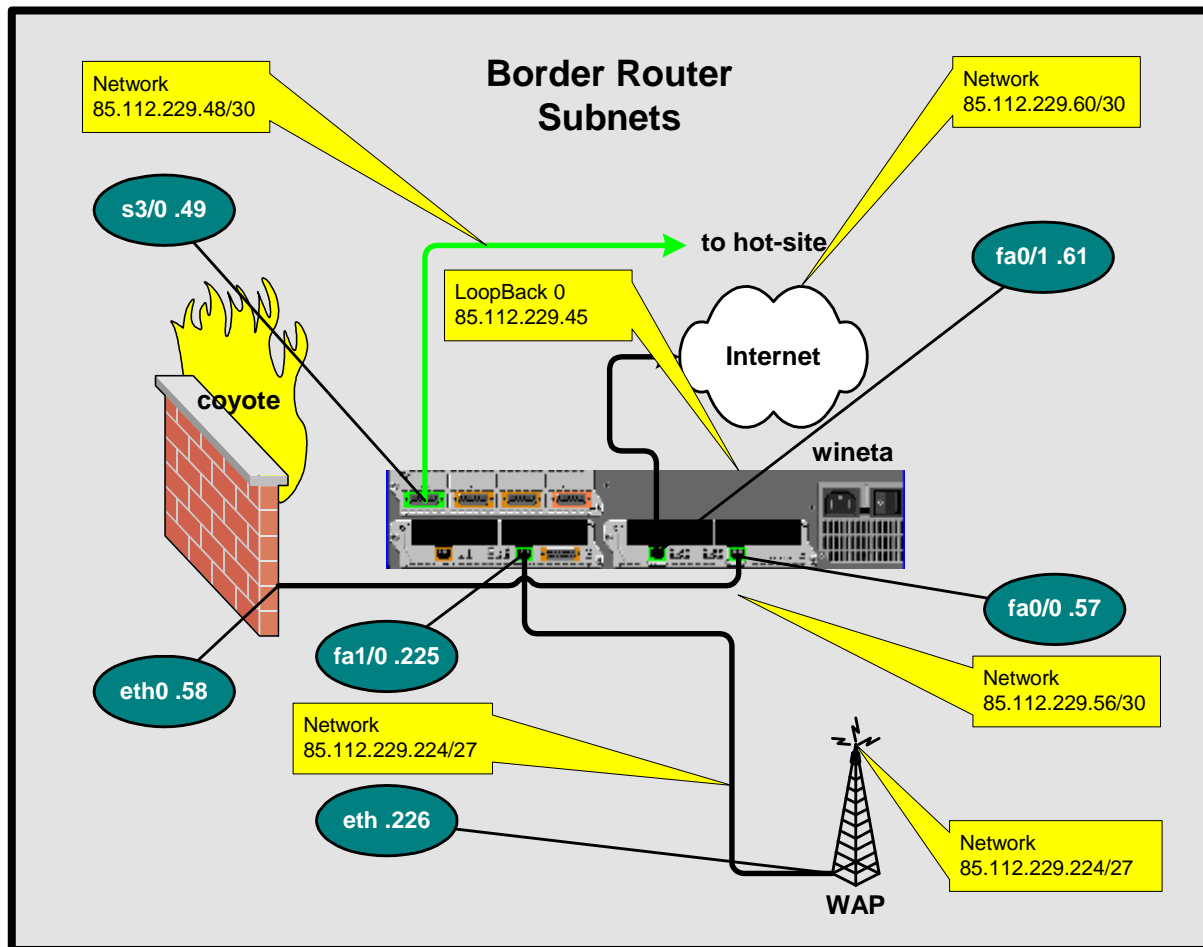 Border Router
Subnets
Network
85.112.229.48/30
Network
85.112.229.60/30
s3/0 .49
to hot-site
fa0/1 .61
LoopBack 0
85.112.229.45
Internet
coyote
wineta
fa0/0 .57
fa1/0 .225
eth0 .58
Network
85.112.229.56/30
Network
85.112.229.224/27
eth .226
Network
85.112.229.224/27
WAP